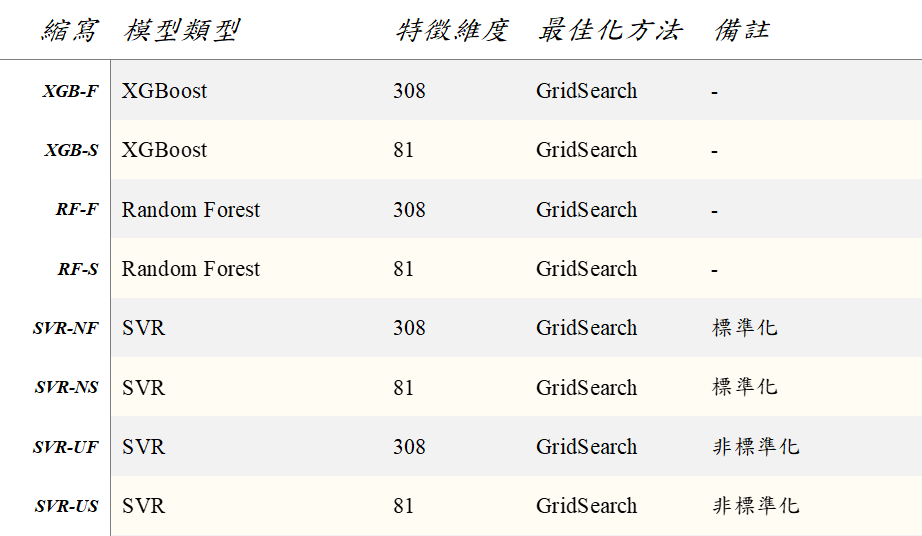 縮寫 模型類型 特徵維度 最佳化方法 備註
XGB-F XGBoost 308 GridSearch -
XGB-S XGBoost 81 GridSearch -
RF-F Random Forest 308 GridSearch -
RF-S Random Forest 81 GridSearch -
SVR-NF SVR 308 GridSearch 標準化
SVR-NS SVR 81 GridSearch 標準化
SVR-UF SVR 308 GridSearch 非標準化
SVR-US SVR 81 GridSearch 非標準化